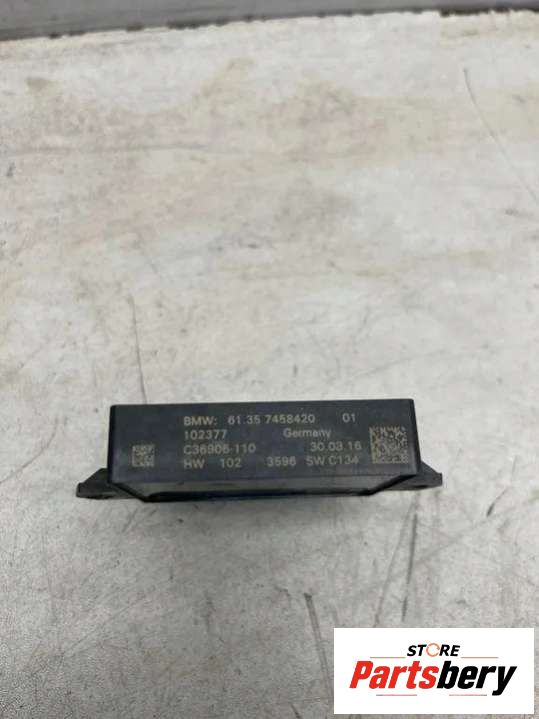 BMW: 61.35 7458420 01
102377 Germany
C36906-110 30.03.16
HW 102 3596 SW C134
STORE
Partsbery